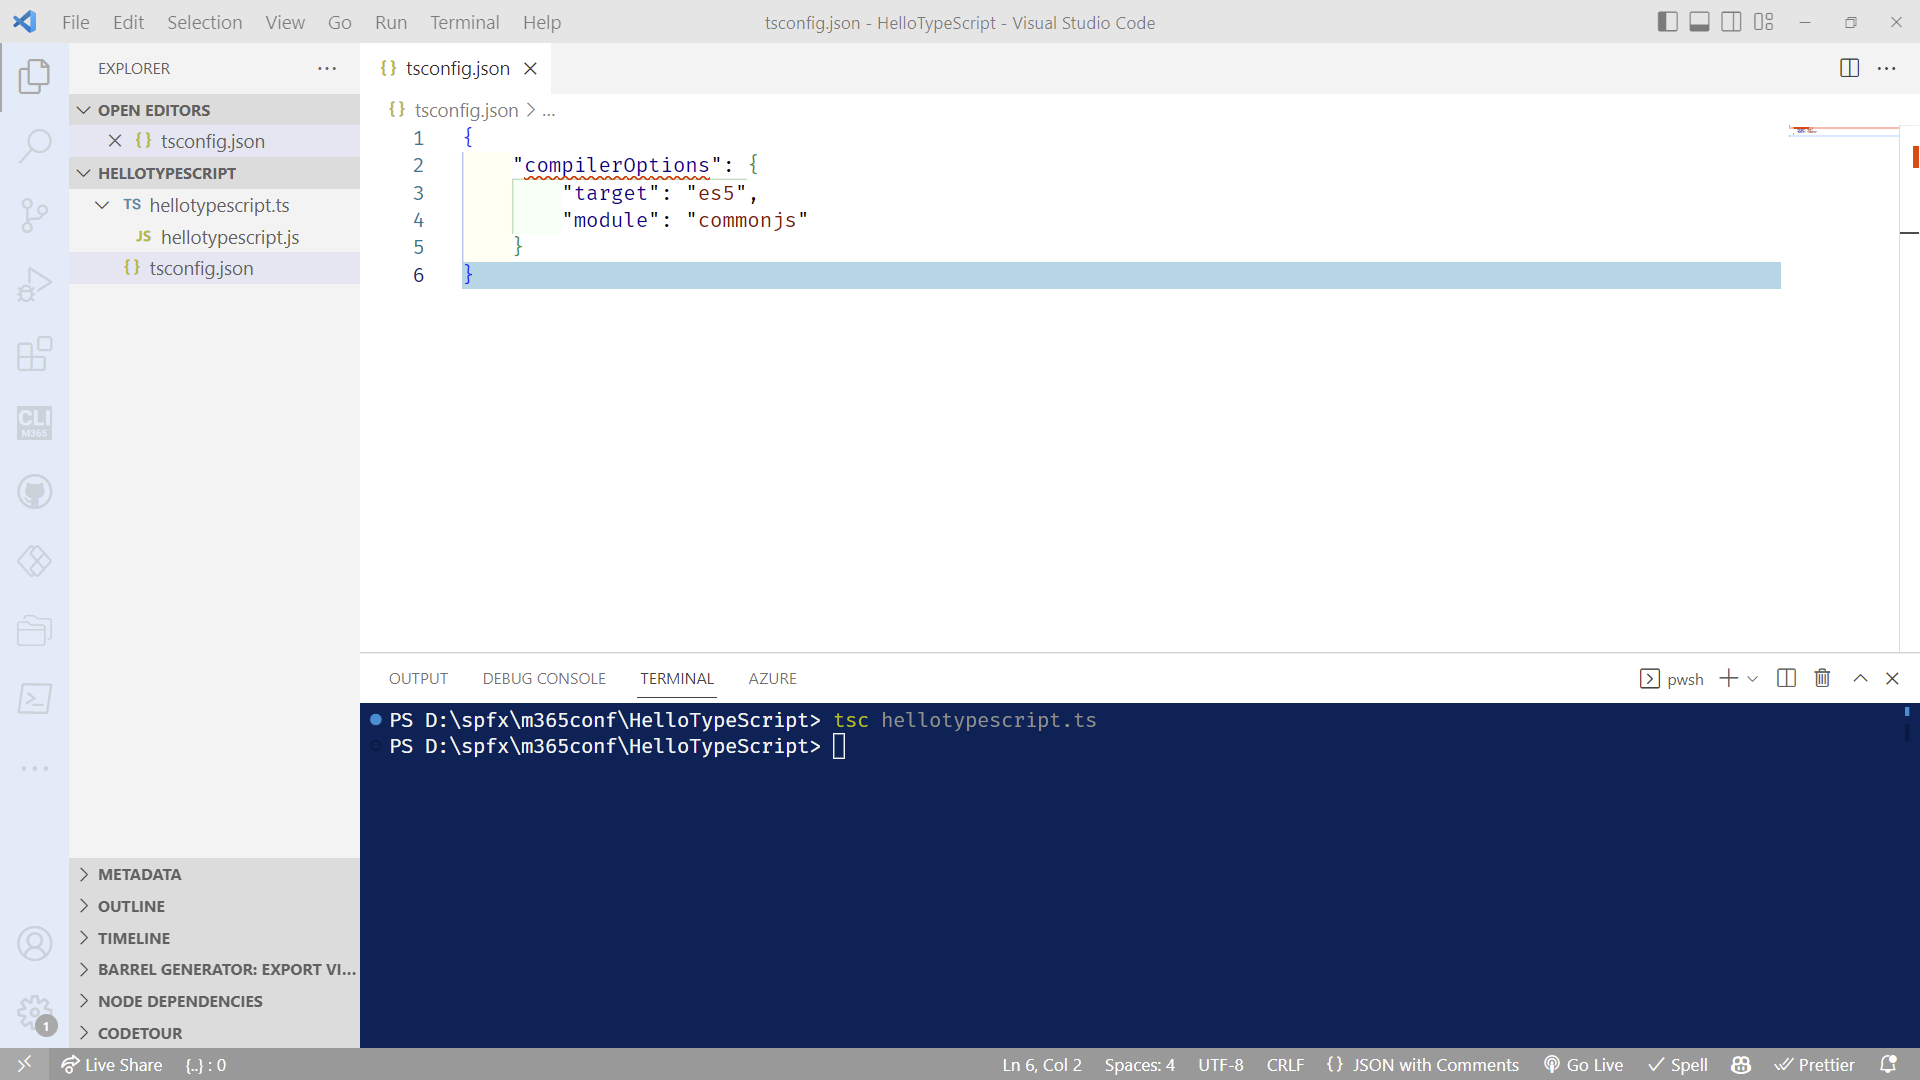 File Edit Selection View Go Run Terminal Help
tsconfig.json - HelloTypeScript - Visual Studio Code
EXPLORER
OPEN EDITORS
tsconfig.json
HELLOTYPESCRIPT
TS hellotypescript.ts
JS hellotypescript.js
{} tsconfig.json
CLI
M365
METADATA
OUTLINE
TIMELINE
BARREL GENERATOR: EXPORT VI...
NODE DEPENDENCIES
CODETOUR
1
{} tsconfig.json
{} tsconfig.json > ...
1 {
2 "compilerOptions": {
3 "target": "es5",
4 "module": "commonjs"
5 }
6 }
OUTPUT DEBUG CONSOLE TERMINAL AZURE
pwsh
PS D:\spfx\m365conf\HelloTypeScript> tsc hellotypescript.ts
PS D:\spfx\m365conf\HelloTypeScript>
Live Share {..} : 0
Ln 6, Col 2 Spaces: 4 UTF-8 CRLF {} JSON with Comments Go Live Spell Prettier